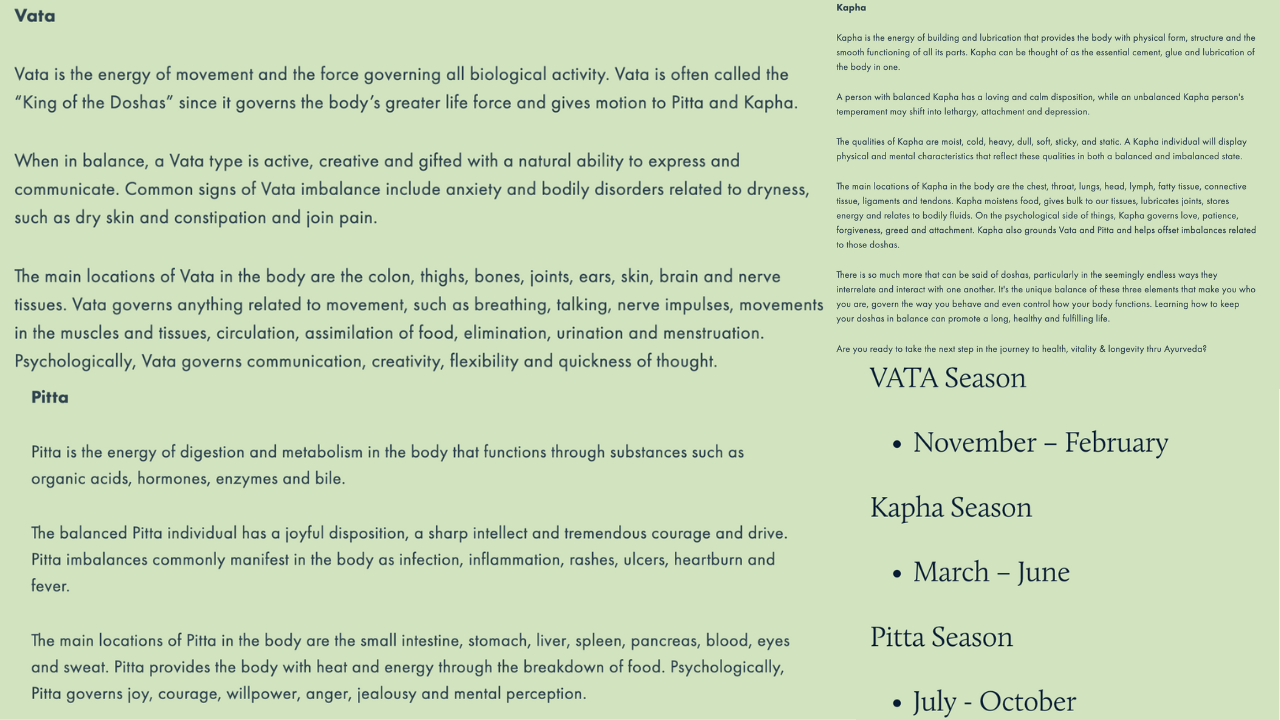 Vata
Vata is the energy of movement and the force governing all biological activity. Vata is often called the
“King of the Doshas” since it governs the body’s greater life force and gives motion to Pitta and Kapha.
When in balance, a Vata type is active, creative and gifted with a natural ability to express and
communicate. Common signs of Vata imbalance include anxiety and bodily disorders related to dryness,
such as dry skin and constipation and join pain.
The main locations of Vata in the body are the colon, thighs, bones, joints, ears, skin, brain and nerve
tissues. Vata governs anything related to movement, such as breathing, talking, nerve impulses, movements
in the muscles and tissues, circulation, assimilation of food, elimination, urination and menstruation.
Psychologically, Vata governs communication, creativity, flexibility and quickness of thought.
Pitta
Pitta is the energy of digestion and metabolism in the body that functions through substances such as
organic acids, hormones, enzymes and bile.
The balanced Pitta individual has a joyful disposition, a sharp intellect and tremendous courage and drive.
Pitta imbalances commonly manifest in the body as infection, inflammation, rashes, ulcers, heartburn and
fever.
The main locations of Pitta in the body are the small intestine, stomach, liver, spleen, pancreas, blood, eyes
and sweat. Pitta provides the body with heat and energy through the breakdown of food. Psychologically,
Pitta governs joy, courage, willpower, anger, jealousy and mental perception.
Kapha
Kapha is the energy of building and lubrication that provides the body with physical form, structure and the
smooth functioning of all its parts. Kapha can be thought of as the essential cement, glue and lubrication of
the body in one.
A person with balanced Kapha has a loving and calm disposition, while an unbalanced Kapha person's
temperament may shift into lethargy, attachment and depression.
The qualities of Kapha are moist, cold, heavy, dull, soft, sticky, and static. A Kapha individual will display
physical and mental characteristics that reflect these qualities in both a balanced and imbalanced state.
The main locations of Kapha in the body are the chest, throat, lungs, head, lymph, fatty tissue, connective
tissue, ligaments and tendons. Kapha moistens food, gives bulk to our tissues, lubricates joints, stores
energy and relates to bodily fluids. On the psychological side of things, Kapha governs love, patience,
forgiveness, greed and attachment. Kapha also grounds Vata and Pitta and helps offset imbalances related
to those doshas.
There is so much more that can be said of doshas, particularly in the seemingly endless ways they
interrelate and interact with one another. It's the unique balance of these three elements that make you who
you are, govern the way you behave and even control how your body functions. Learning how to keep
your doshas in balance can promote a long, healthy and fulfilling life.
Are you ready to take the next step in the journey to health, vitality & longevity thru Ayurveda?
VATA Season
• November – February
Kapha Season
• March – June
Pitta Season
• July - October